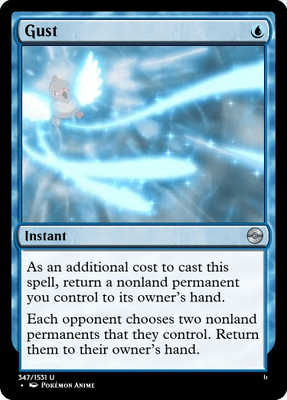 Gust
Instant
As an additional cost to cast this
spell, return a nonland permanent
you control to its owner's hand.
Each opponent chooses two nonland
permanents that they control. Return
them to their owner's hand.
347/1531 U
• Pokémon Anime